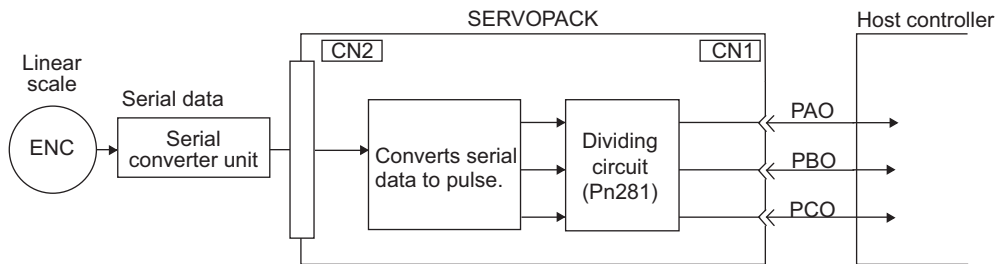 SERVOPACK
Host controller
CN2
CN1
Linear
scale
Serial data
ENC
Serial
converter unit
Converts serial
data to pulse.
Dividing
circuit
(Pn281)
PAO
PBO
PCO